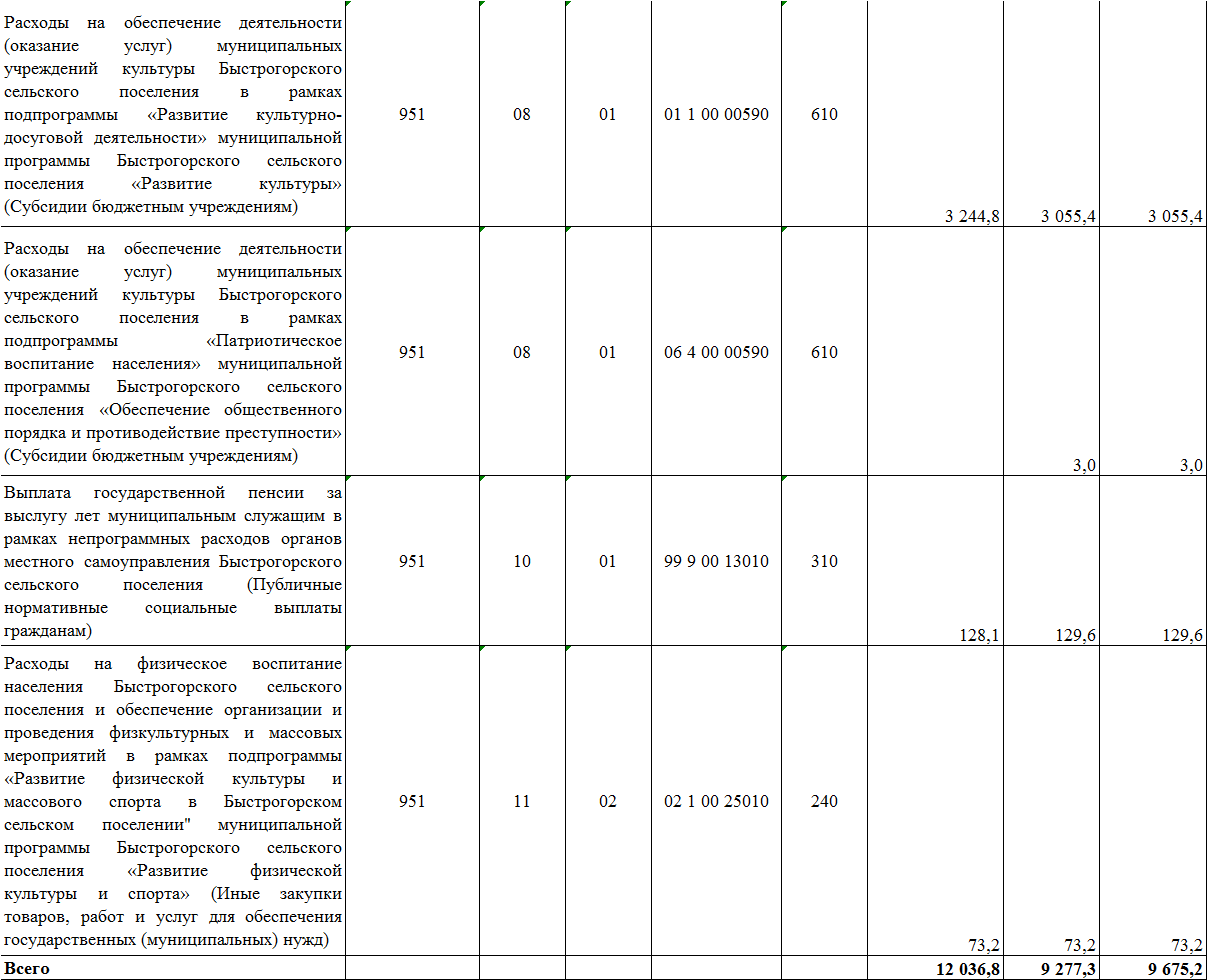 Расходы на обеспечение деятельности
(оказание услуг) муниципальных
учреждений культуры Быстрогорского
сельского поселения в рамках
подпрограммы «Развитие культурно-
досуговой деятельности» муниципальной
программы Быстрогорского сельского
поселения «Развитие культуры»
(Субсидии бюджетным учреждениям)
951 08 01 01 1 00 00590 610
3 244,8 3 055,4 3 055,4
Расходы на обеспечение деятельности
(оказание услуг) муниципальных
учреждений культуры Быстрогорского
сельского поселения в рамках
подпрограммы «Патриотическое
воспитание населения» муниципальной
программы Быстрогорского сельского
поселения «Обеспечение общественного
порядка и противодействие преступности»
(Субсидии бюджетным учреждениям)
951 08 01 06 4 00 00590 610
3,0 3,0
Выплата государственной пенсии за
выслугу лет муниципальным служащим в
рамках непрограммных расходов органов
местного самоуправления Быстрогорского
сельского поселения (Публичные
нормативные социальные выплаты
гражданам)
951 10 01 99 9 00 13010 310
128,1 129,6 129,6
Расходы на физическое воспитание
населения Быстрогорского сельского
поселения и обеспечение организации и
проведения физкультурных и массовых
мероприятий в рамках подпрограммы
«Развитие физической культуры и
массового спорта в Быстрогорском
сельском поселении" муниципальной
программы Быстрогорского сельского
поселения «Развитие физической
культуры и спорта» (Иные закупки
товаров, работ и услуг для обеспечения
государственных (муниципальных) нужд)
951 11 02 02 1 00 25010 240
73,2 73,2 73,2
Всего 12 036,8 9 277,3 9 675,2